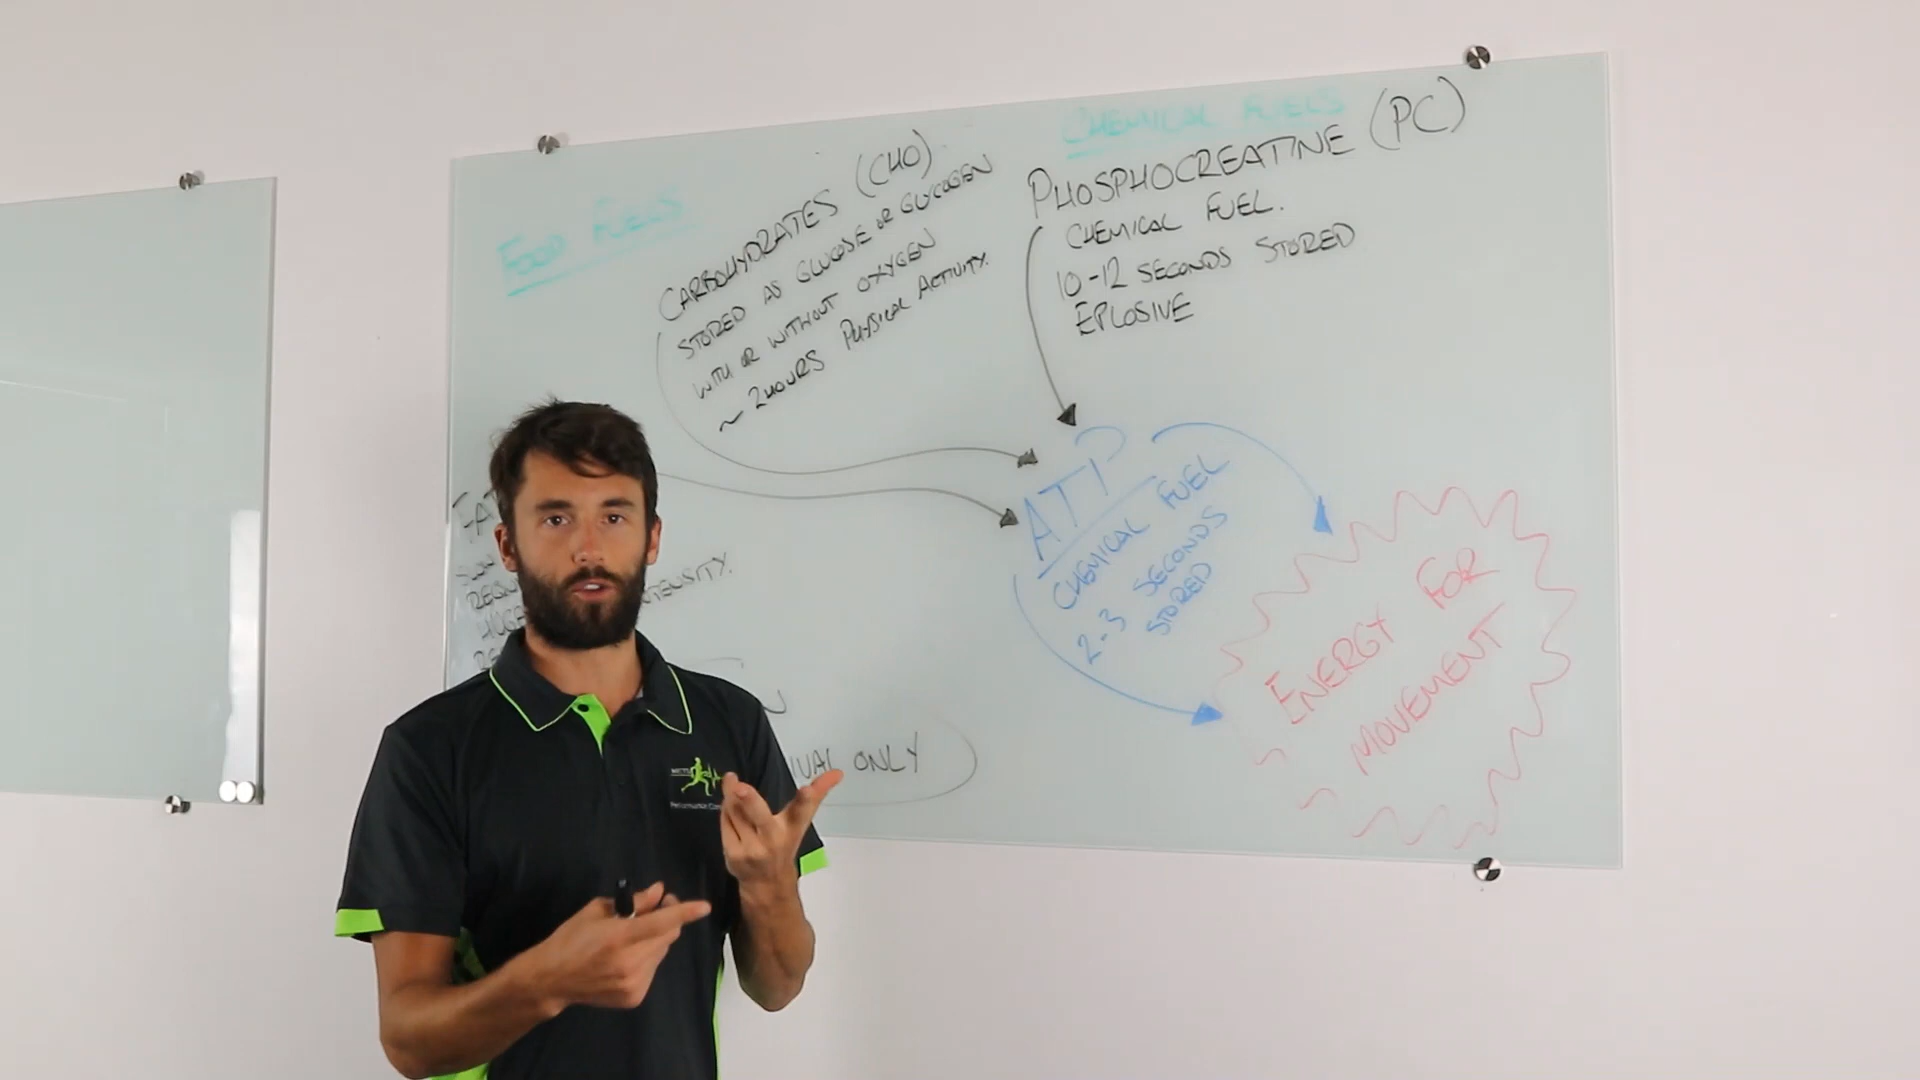 FOOD FUELS
CARBOHYDRATES (CHO)
STORED AS GLUCOSE OR GLYCOGEN
WITH OR WITHOUT OXYGEN
~ 2 HOURS PHYSICAL ACTIVITY.
CHEMICAL FUELS
PHOSPHOCREATINE (PC)
CHEMICAL FUEL.
10-12 SECONDS STORED
EPLOSIVE
ATP
CHEMICAL FUEL
2-3 SECONDS
STORED
ENERGY FOR
MOVEMENT
ONLY